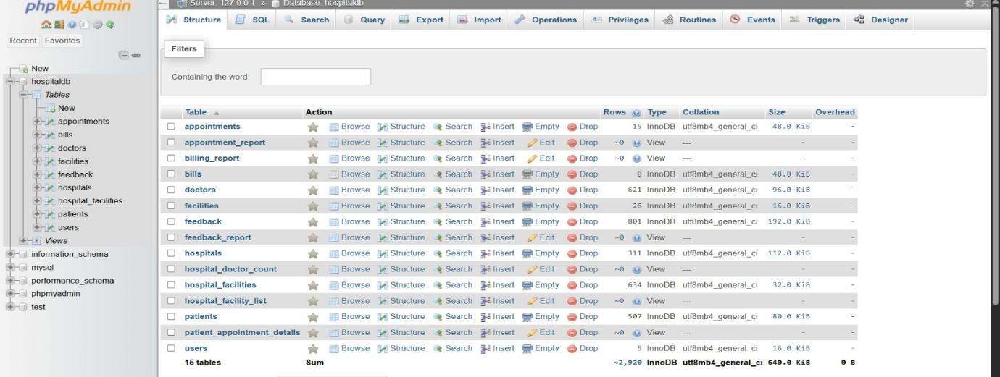 phpMyAdmin
Recent Favorites
New
hospitaldb
Tables
New
appointments
bills
doctors
facilities
feedback
hospitals
hospital_facilities
patients
users
Views
information_schema
mysql
performance_schema
phpmyadmin
test
Server: 127.0.0.1 » Database: hospitaldb
Structure SQL Search Query Export Import Operations Privileges Routines Events Triggers Designer
Filters
Containing the word:
Table Action Rows Type Collation Size Overhead
appointments Browse Structure Search Insert Empty Drop 15 InnoDB utf8mb4_general_ci 48.0 KiB -
appointment_report Browse Structure Search Insert Edit Drop ~0 View --- - -
billing_report Browse Structure Search Insert Edit Drop ~0 View --- - -
bills Browse Structure Search Insert Empty Drop 0 InnoDB utf8mb4_general_ci 48.0 KiB -
doctors Browse Structure Search Insert Empty Drop 621 InnoDB utf8mb4_general_ci 96.0 KiB -
facilities Browse Structure Search Insert Empty Drop 26 InnoDB utf8mb4_general_ci 16.0 KiB -
feedback Browse Structure Search Insert Empty Drop 801 InnoDB utf8mb4_general_ci 192.0 KiB -
feedback_report Browse Structure Search Insert Edit Drop ~0 View --- - -
hospitals Browse Structure Search Insert Empty Drop 311 InnoDB utf8mb4_general_ci 112.0 KiB -
hospital_doctor_count Browse Structure Search Insert Edit Drop ~0 View --- - -
hospital_facilities Browse Structure Search Insert Empty Drop 634 InnoDB utf8mb4_general_ci 32.0 KiB -
hospital_facility_list Browse Structure Search Insert Edit Drop ~0 View --- - -
patients Browse Structure Search Insert Empty Drop 507 InnoDB utf8mb4_general_ci 80.0 KiB -
patient_appointment_details Browse Structure Search Insert Edit Drop ~0 View --- - -
users Browse Structure Search Insert Empty Drop 5 InnoDB utf8mb4_general_ci 16.0 KiB -
15 tables Sum ~2,920 InnoDB utf8mb4_general_ci 640.0 KiB 0 B